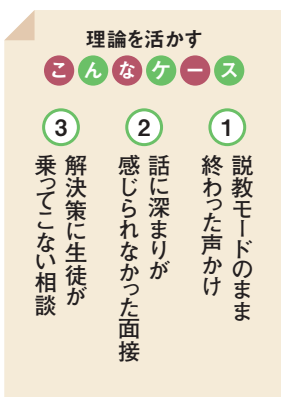 理論を活かす
こんなケース
1
説教モードのまま
終わった声かけ
2
話に深まりが
感じられなかった面接
3
解決策に生徒が
乗ってこない相談